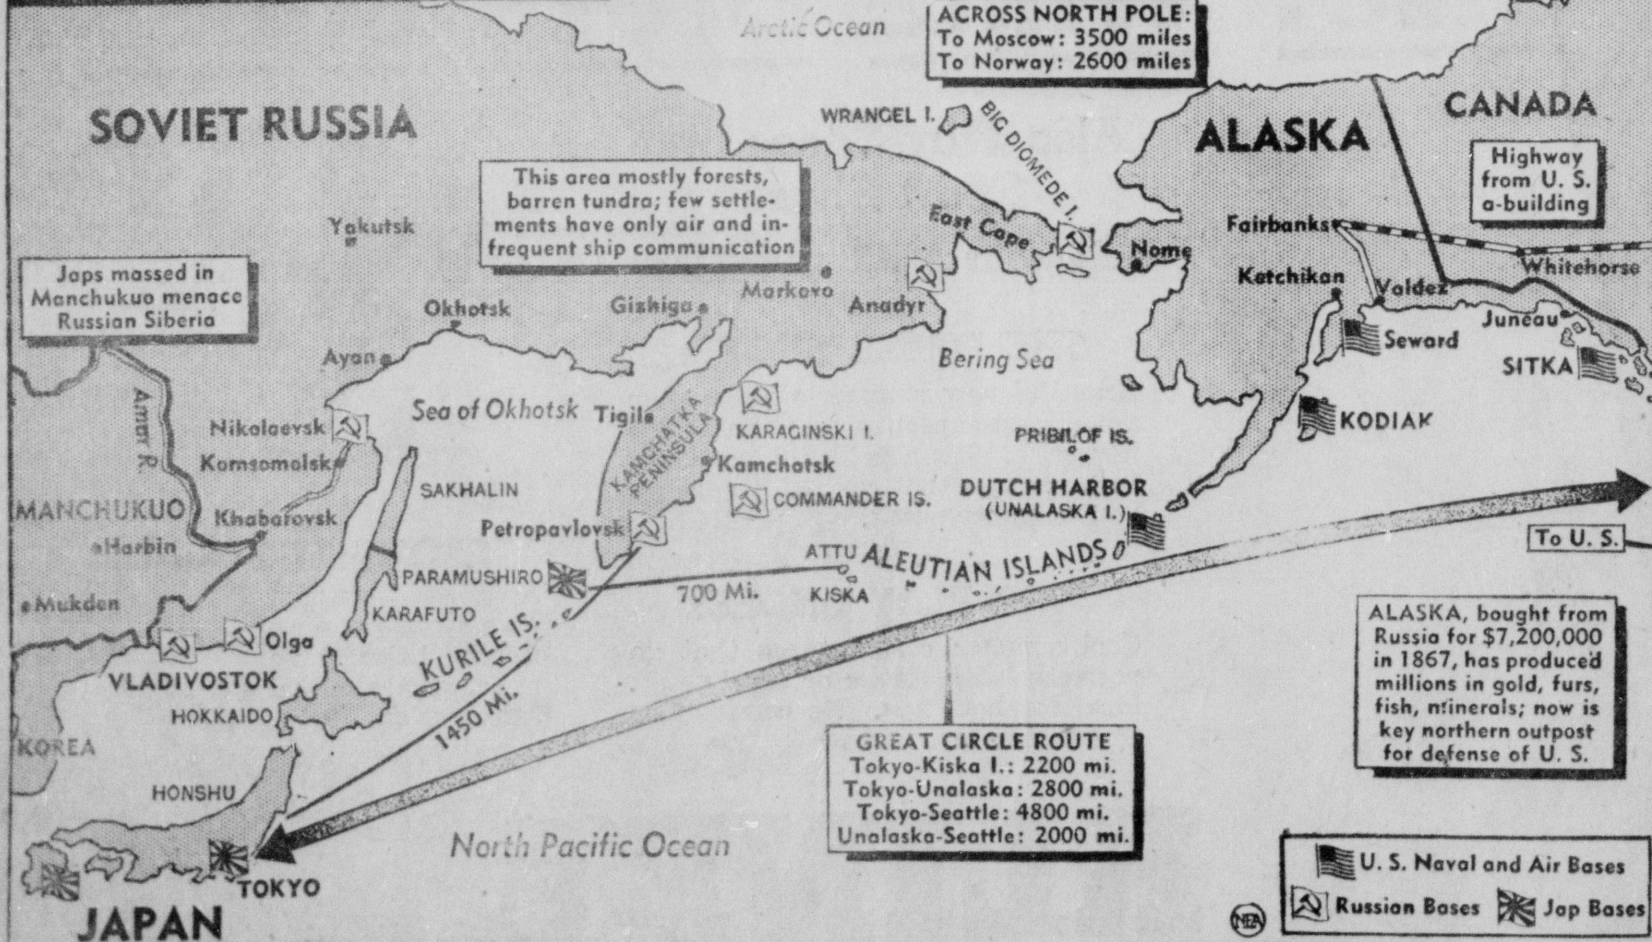 Arctic Ocean
ACROSS NORTH POLE:
To Moscow: 3500 miles
To Norway: 2600 miles
SOVIET RUSSIA
WRANGEL I.
BIG DIOMEDE I.
ALASKA
CANADA
Highway
from U. S.
a-building
This area mostly forests,
barren tundra; few settle-
ments have only air and in-
frequent ship communication
Yakutsk
East Cape
Fairbanks
Nome
Whitehorse
Japs massed in
Manchukuo menace
Russian Siberia
Markovo
Anadyr
Ketchikan
Valdez
Okhotsk
Gizhiga
Juneau
Seward
SITKA
Ayan
Bering Sea
Amur R.
Nikolaevsk
Sea of Okhotsk
Tigil
KAMCHATKA
PENINSULA
KARAGINSKI I.
PRIBILOF IS.
KODIAK
Komsomolsk
Kamchatsk
SAKHALIN
COMMANDER IS.
DUTCH HARBOR
(UNALASKA I.)
MANCHUKUO
Khabarovsk
Petropavlovsk
Harbin
ATTU
ALEUTIAN ISLANDS
To U. S.
PARAMUSHIRO
700 Mi.
KISKA
Mukden
KARAFUTO
Olga
KURILE IS.
VLADIVOSTOK
HOKKAIDO
1450 Mi.
ALASKA, bought from
Russia for $7,200,000
in 1867, has produced
millions in gold, furs,
fish, minerals; now is
key northern outpost
for defense of U. S.
KOREA
GREAT CIRCLE ROUTE
Tokyo-Kiska I.: 2200 mi.
Tokyo-Unalaska: 2800 mi.
Tokyo-Seattle: 4800 mi.
Unalaska-Seattle: 2000 mi.
HONSHU
North Pacific Ocean
TOKYO
JAPAN
U. S. Naval and Air Bases
Russian Bases
Jap Bases
NEA